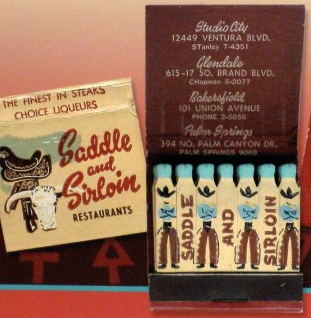 THE FINEST IN STEAKS
CHOICE LIQUEURS
Saddle
and
Sirloin
RESTAURANTS
Studio City
12449 VENTURA BLVD.
STanley 7-4351
Glendale
615-17 SO. BRAND BLVD.
CHapman 5-2077
Bakersfield
101 UNION AVENUE
PHONE 2-5656
Palm Springs
394 NO. PALM CANYON DR.
PALM SPRINGS 9069
SADDLE
AND
SIRLOIN